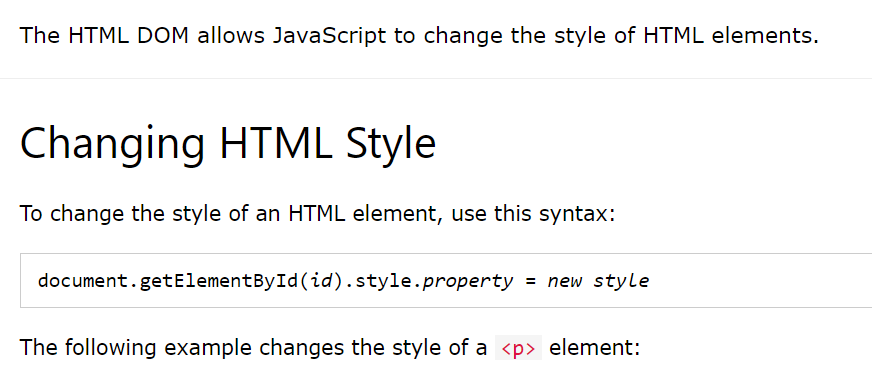 The HTML DOM allows JavaScript to change the style of HTML elements.
Changing HTML Style
To change the style of an HTML element, use this syntax:
document.getElementById(id).style.property = new style
The following example changes the style of a <p> element: